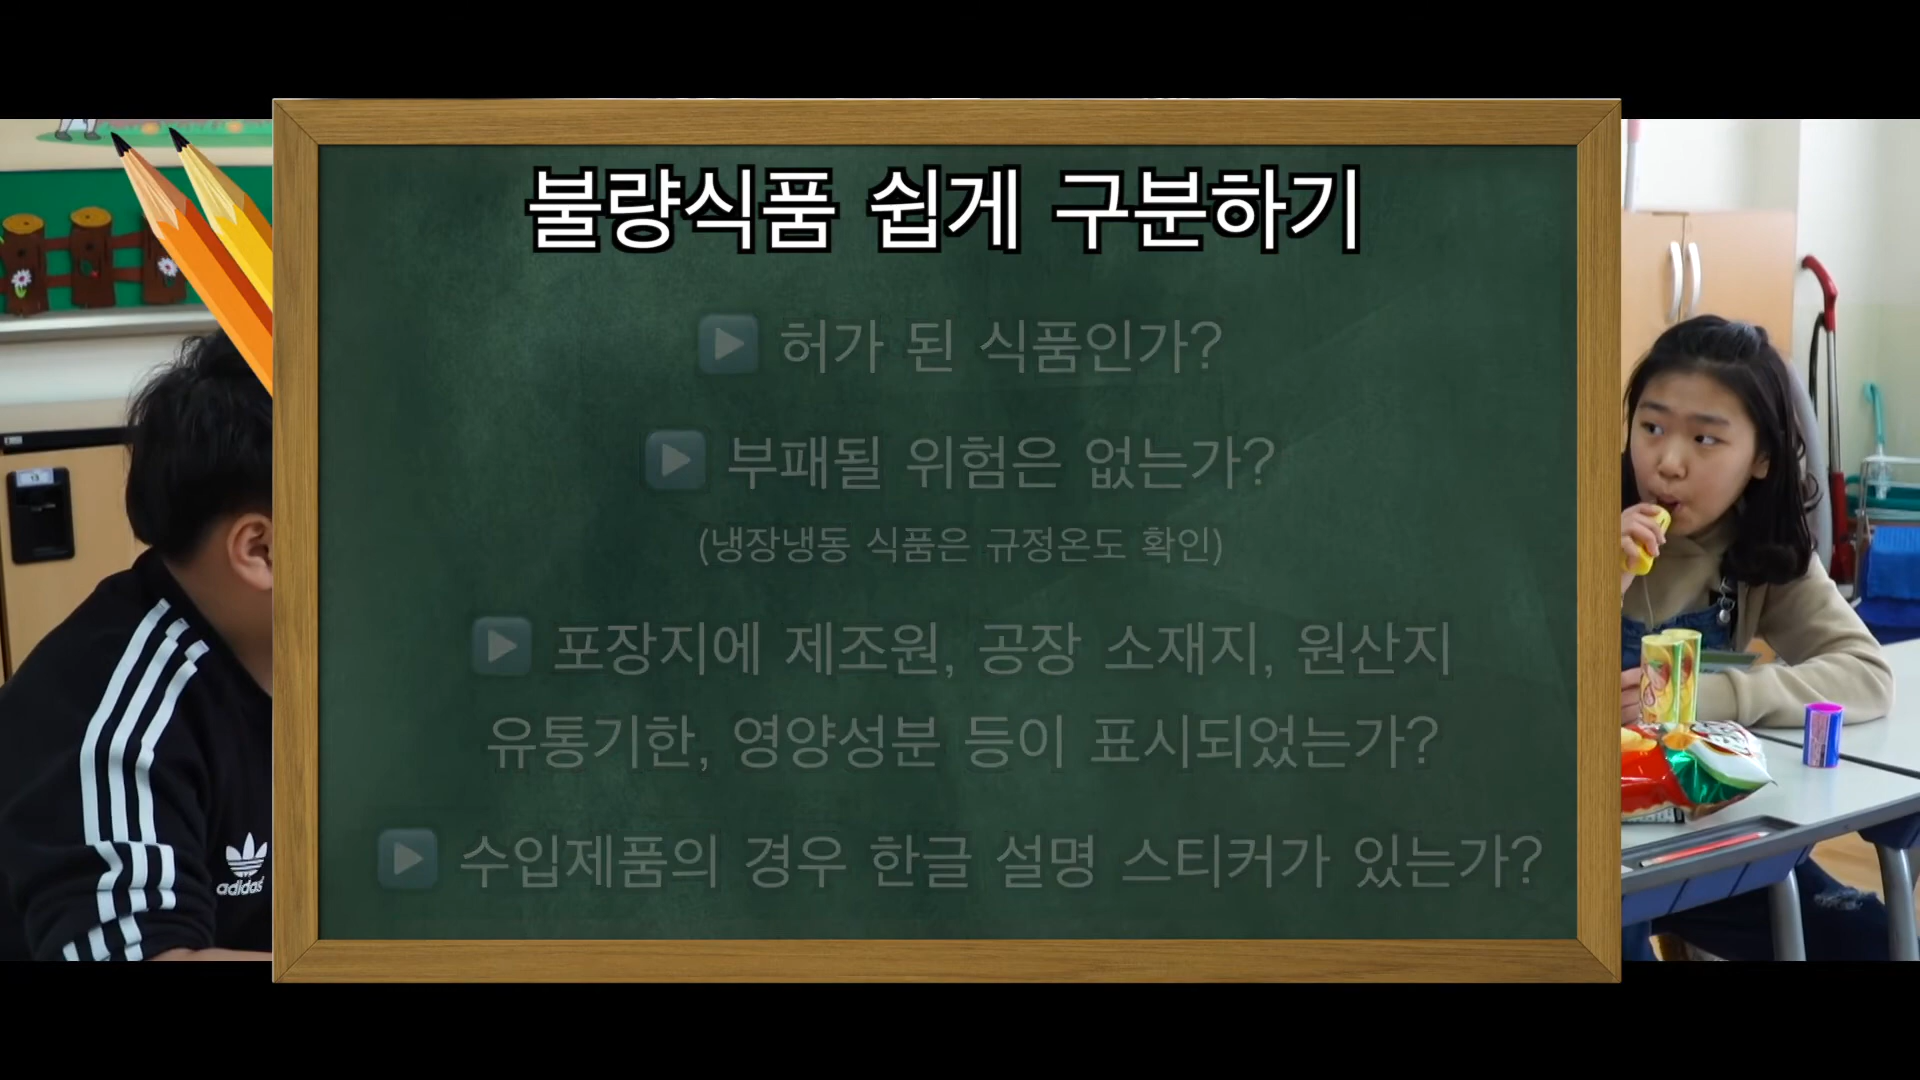 불량식품 쉽게 구분하기
허가 된 식품인가?
부패될 위험은 없는가?
(냉장냉동 식품은 규정온도 확인)
포장지에 제조원, 공장 소재지, 원산지
유통기한, 영양성분 등이 표시되었는가?
수입제품의 경우 한글 설명 스티커가 있는가?
13
adidas